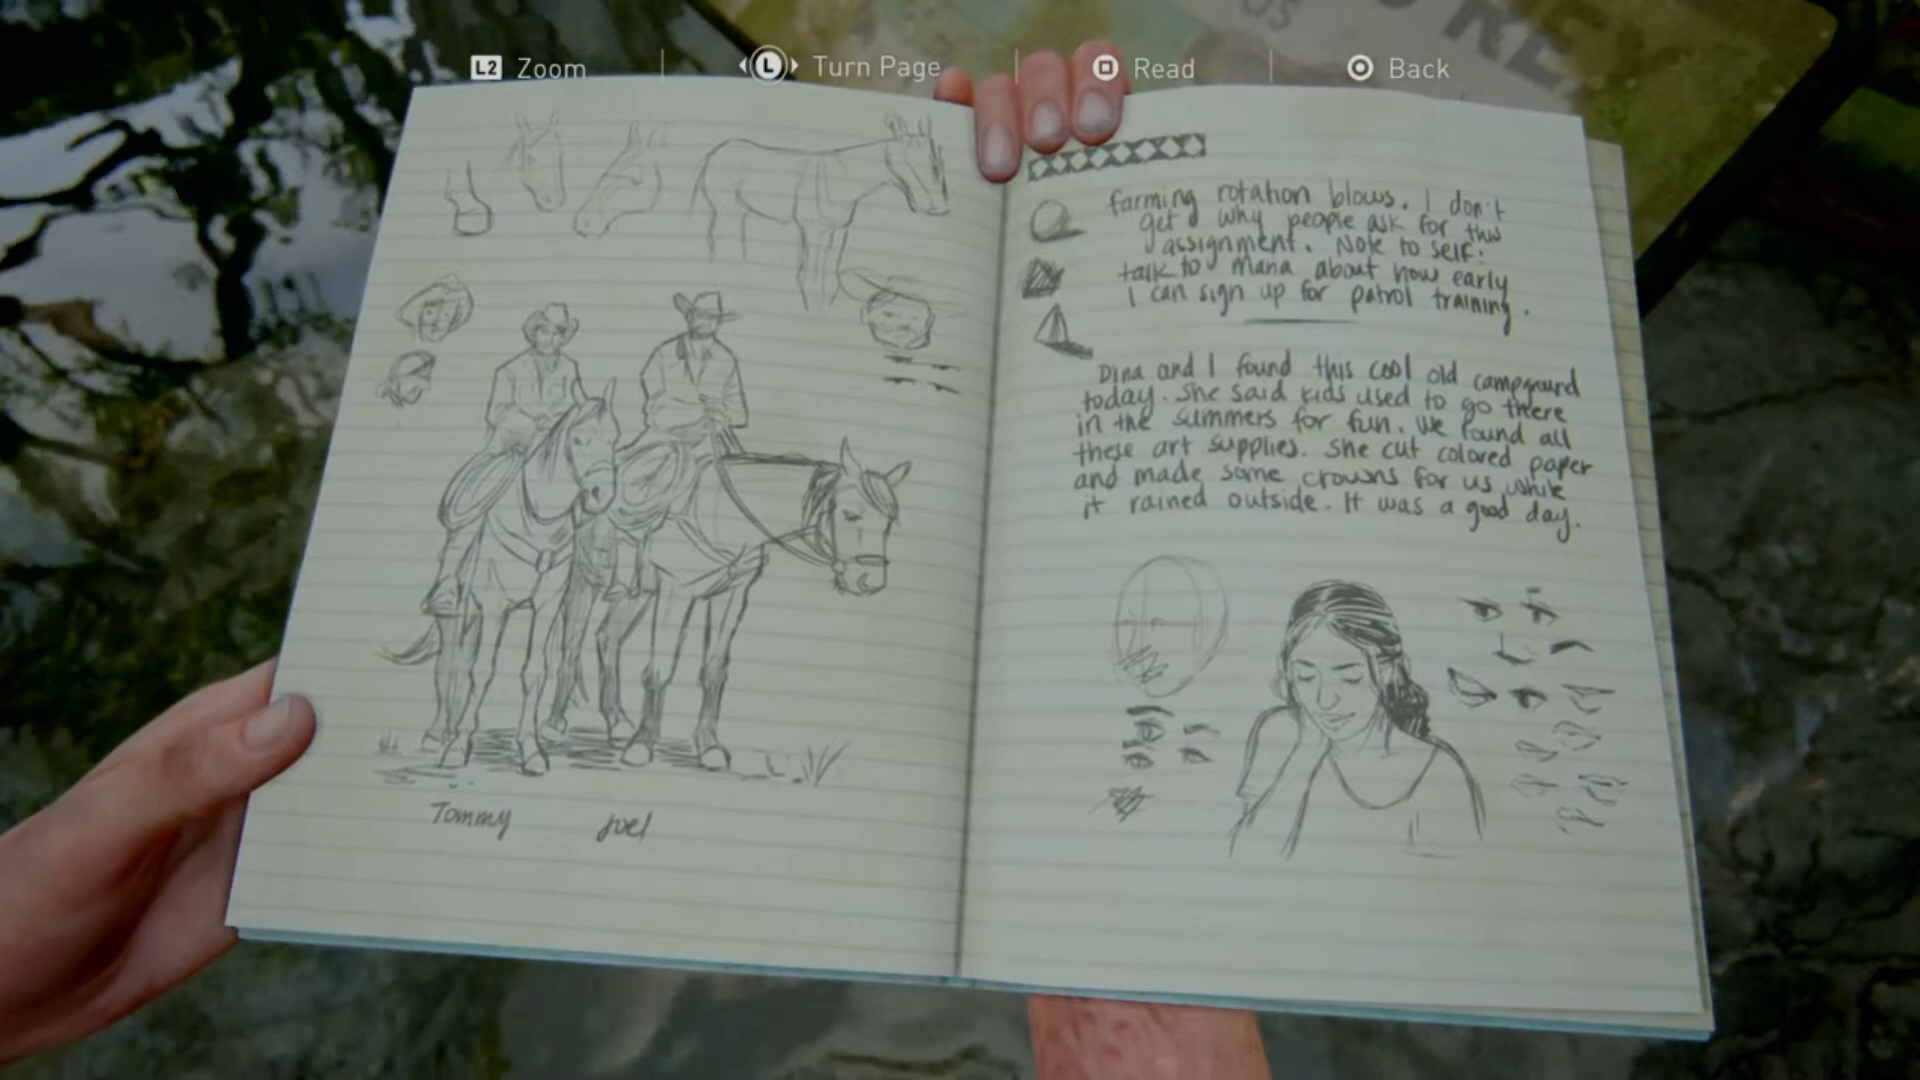 L2 Zoom
L Turn Page
Read
Back
farming rotation blows. I don't
get why people ask for this
assignment. Note to self:
talk to Maria about how early
I can sign up for patrol training.
Dina and I found this cool old campground
today. She said kids used to go there
in the summers for fun. We found all
these art supplies. She cut colored paper
and made some crowns for us while
it rained outside. It was a good day.
Tommy
Joel